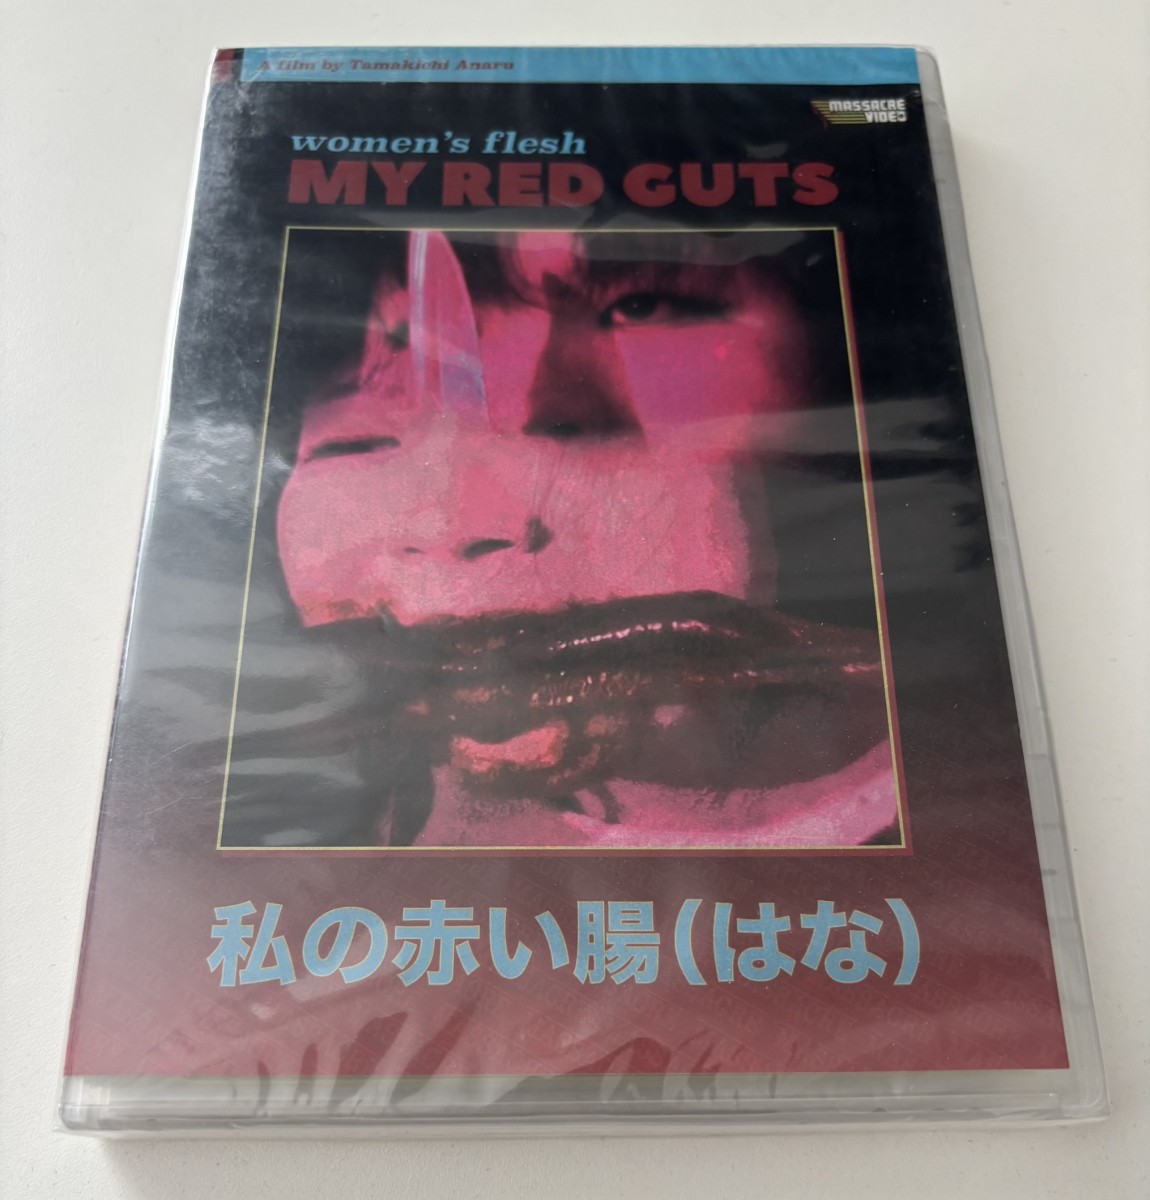 A film by Tamakichi Anaru
MASSACRE
VIDEO
women's flesh
MY RED GUTS
私の赤い腸(はな)